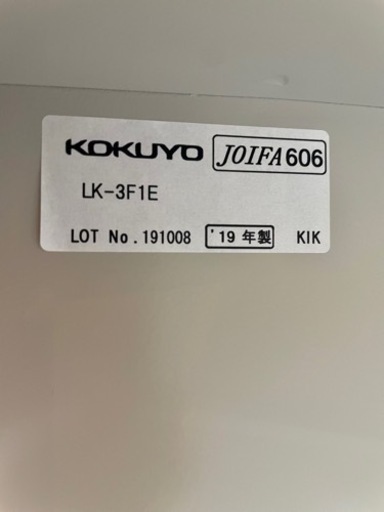 KOKUYO JOIFA606
LK-3F1E
LOT No.191008 '19年製 KIK